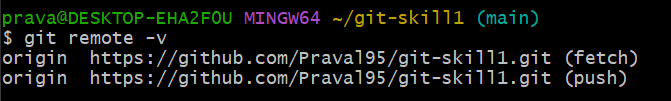 prava@DESKTOP-EHA2F0U MINGW64 ~/git-skill1 (main)
$ git remote -v
origin  https://github.com/Praval95/git-skill1.git (fetch)
origin  https://github.com/Praval95/git-skill1.git (push)